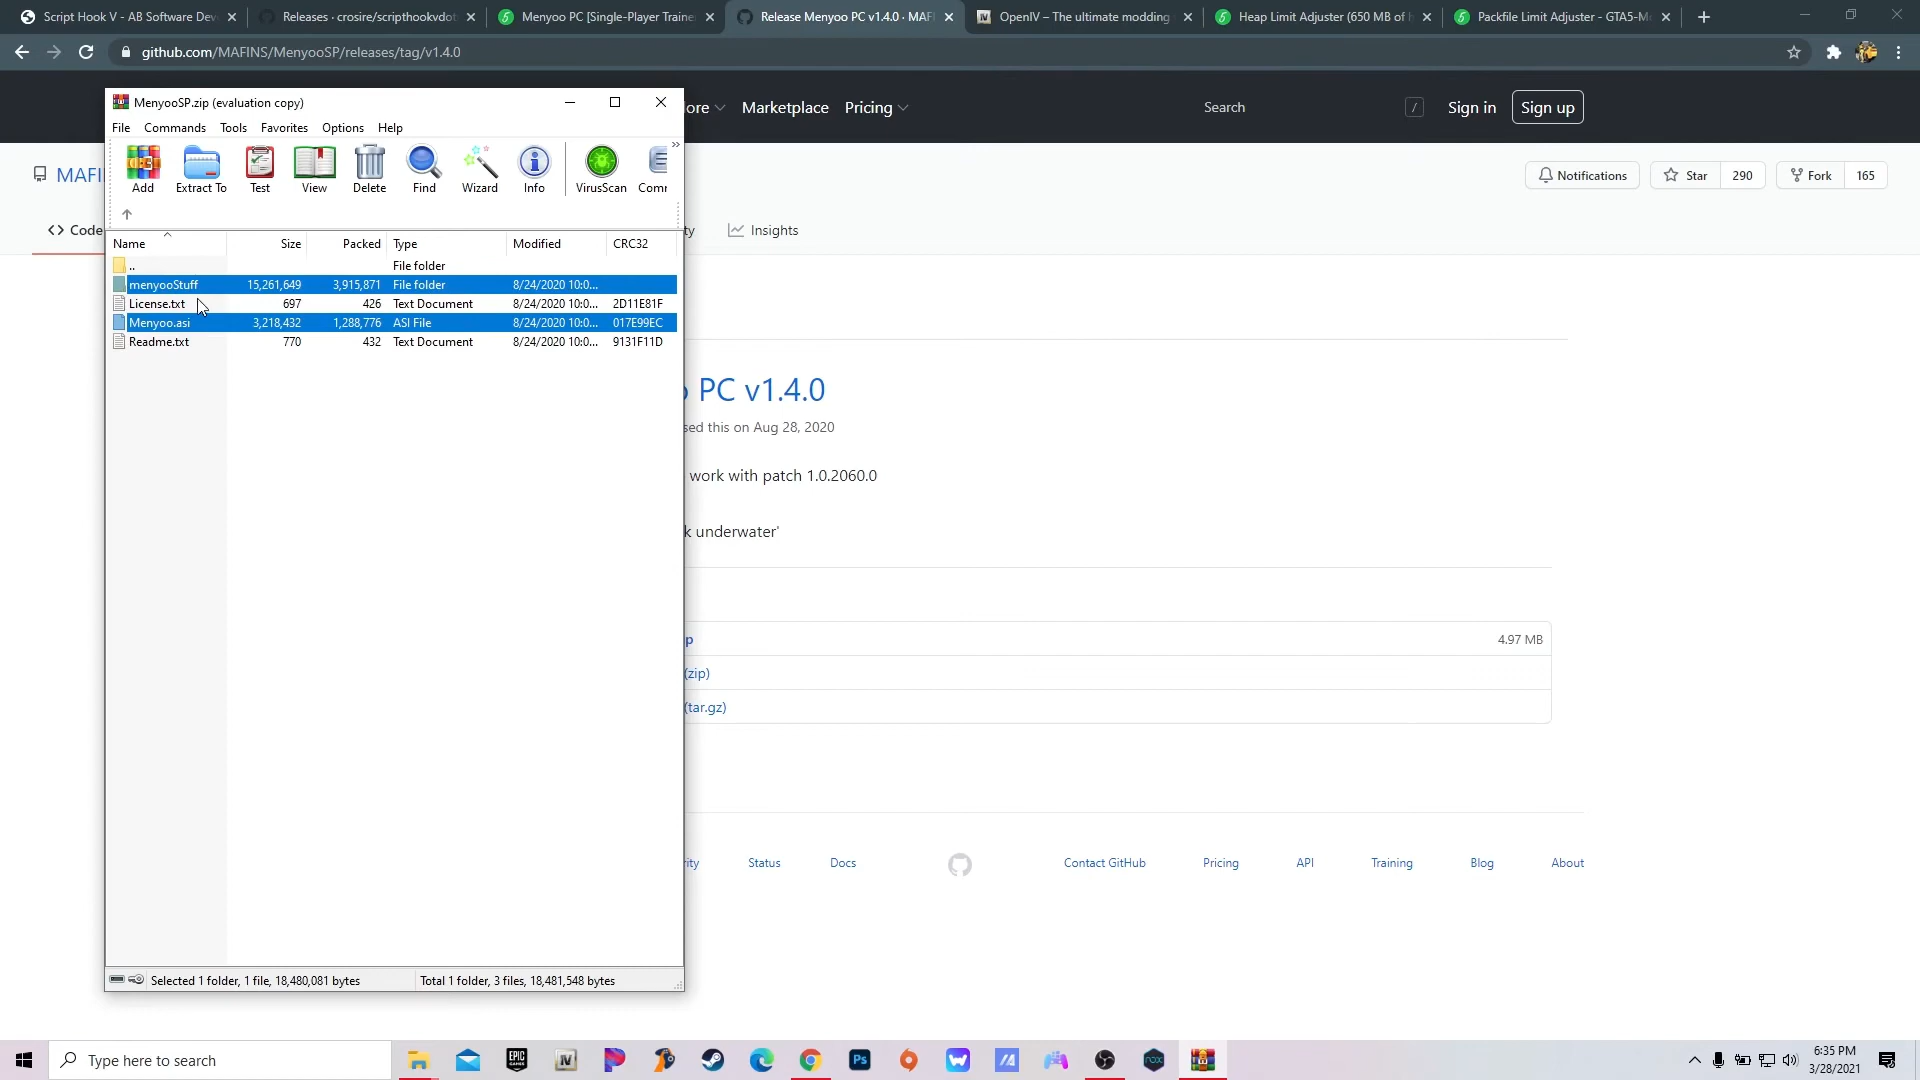 Script Hook V - AB Software Dev
Releases · crosire/scripthookvdot
Menyoo PC [Single-Player Traine
Release Menyoo PC v1.4.0 · MAFI
OpenIV – The ultimate modding
Heap Limit Adjuster (650 MB of h
Packfile Limit Adjuster - GTA5-M
github.com/MAFINS/MenyooSP/releases/tag/v1.4.0
MenyooSP.zip (evaluation copy)
File Commands Tools Favorites Options Help
Add
Extract To
Test
View
Delete
Find
Wizard
Info
VirusScan
Comm
Name Size Packed Type Modified CRC32
.. File folder
menyooStuff 15,261,649 3,915,871 File folder 8/24/2020 10:0...
License.txt 697 426 Text Document 8/24/2020 10:0... 2D11E81F
Menyoo.asi 3,218,432 1,288,776 ASI File 8/24/2020 10:0... 017E99EC
Readme.txt 770 432 Text Document 8/24/2020 10:0... 9131F11D
Selected 1 folder, 1 file, 18,480,081 bytes
Total 1 folder, 3 files, 18,481,548 bytes
lore
Marketplace
Pricing
Search
/
Sign in
Sign up
MAFI
Notifications
Star 290
Fork 165
<> Code
ty
Insights
PC v1.4.0
sed this on Aug 28, 2020
work with patch 1.0.2060.0
k underwater'
p
4.97 MB
(zip)
(tar.gz)
rity
Status
Docs
Contact GitHub
Pricing
API
Training
Blog
About
Type here to search
EPIC GAMES
IV
Ps
nox
6:35 PM
3/28/2021